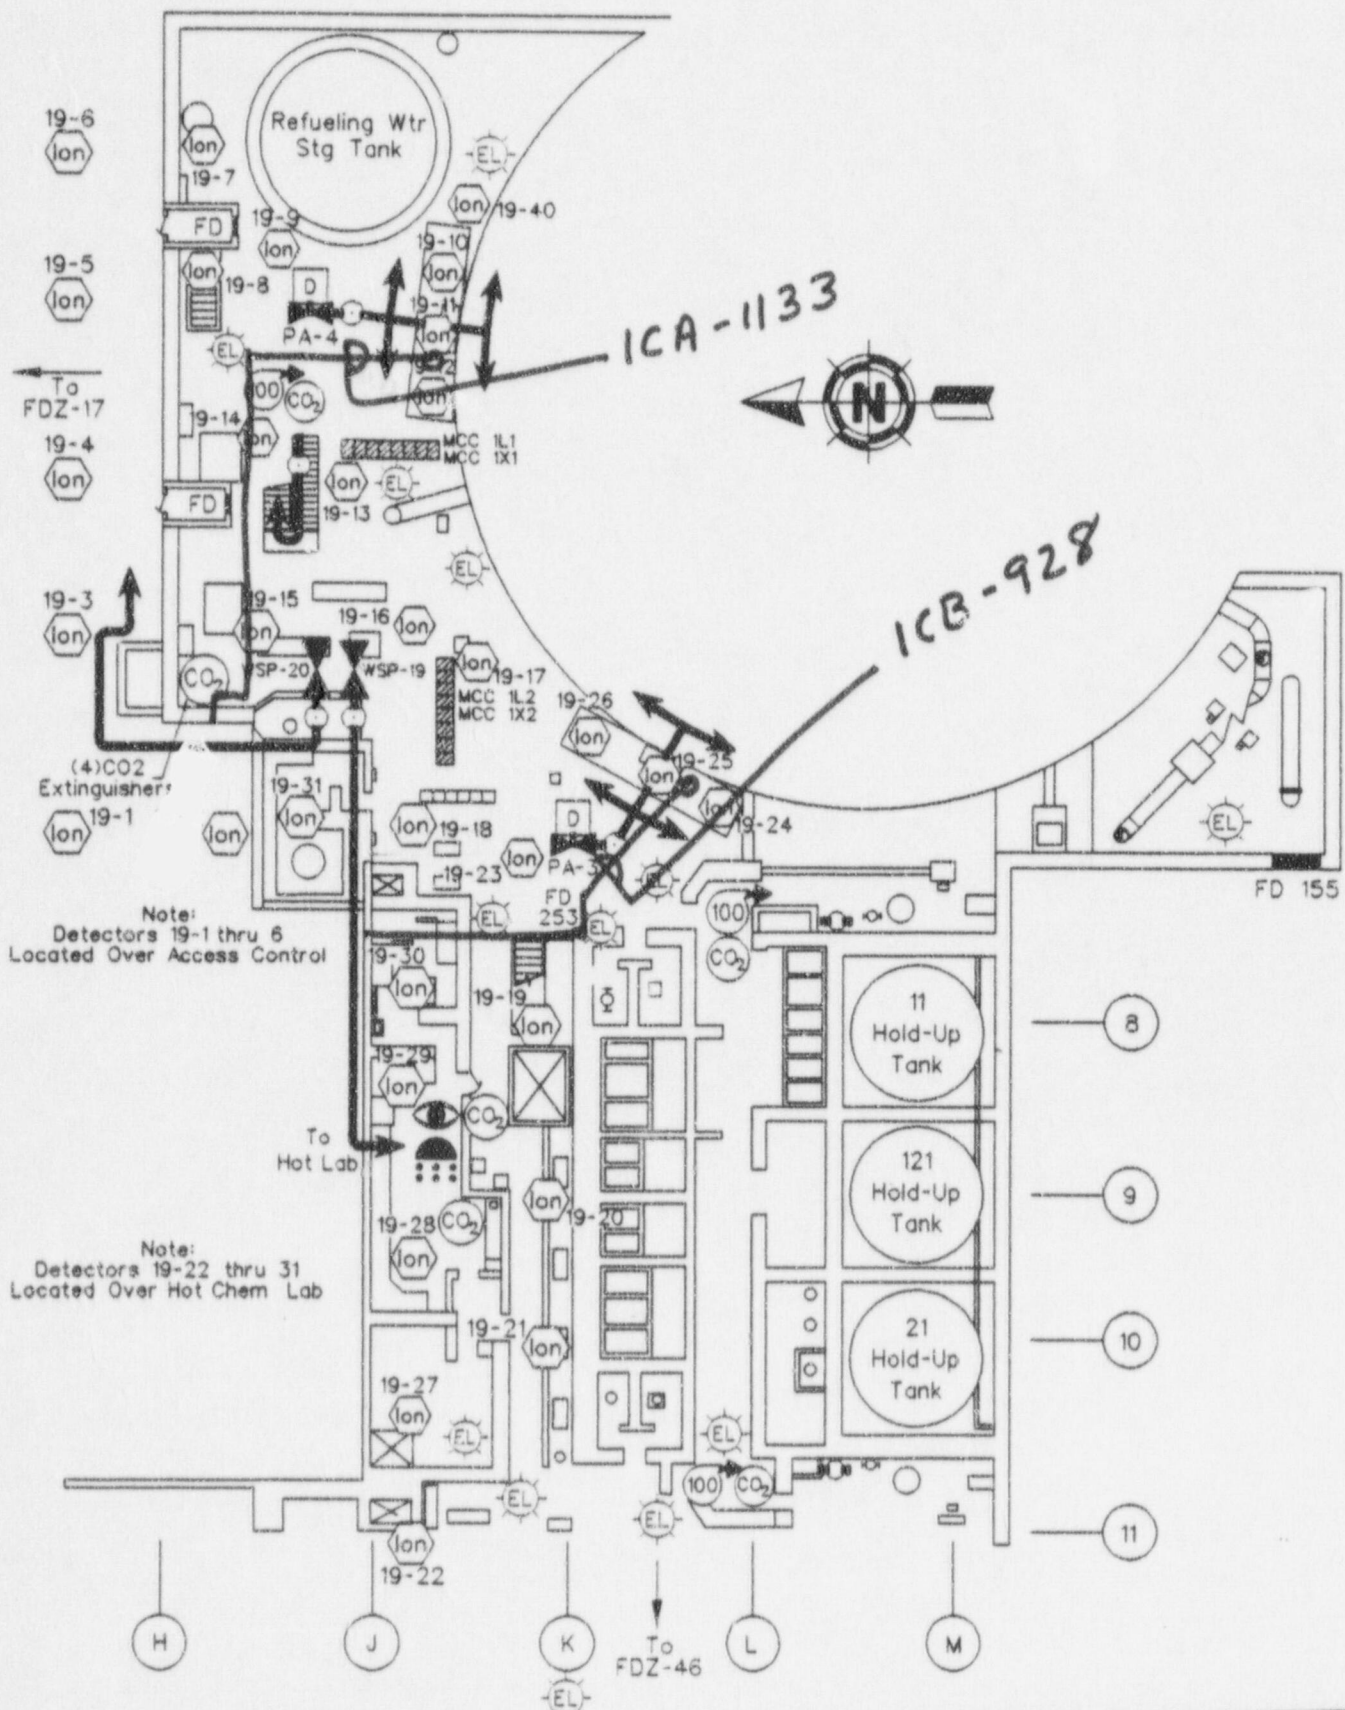 Refueling Wtr
Stg Tank
19-6
Ion
Ion
19-7
EL
Ion
19-40
FD
19-9
Ion
19-10
Ion
19-5
Ion
Ion
19-8
D
19-11
Ion
PA-4
1CA-1133
EL
To
FDZ-17
100
CO2
Ion
N
19-14
Ion
MCC 1L1
MCC 1X1
19-4
Ion
FD
Ion
19-13
EL
EL
1CB-928
19-3
Ion
19-15
Ion
19-16
Ion
CO2
WSP-20
WSP-19
Ion
19-17
MCC 1L2
MCC 1X2
19-26
Ion
19-25
Ion
(4)CO2
Extinguishers
19-31
Ion
Ion
19-24
Ion
19-1
Ion
Ion
19-18
D
PA-3
Ion
19-23
EL
EL
FD 155
Note:
Detectors 19-1 thru 6
Located Over Access Control
FD
253
EL
EL
100
CO2
19-30
Ion
19-19
Ion
11
Hold-Up
Tank
8
19-29
Ion
CO2
To
Hot Lab
121
Hold-Up
Tank
9
Ion
19-20
19-28
CO2
Ion
Note:
Detectors 19-22 thru 31
Located Over Hot Chem Lab
19-21
Ion
21
Hold-Up
Tank
10
19-27
Ion
EL
EL
100
CO2
EL
EL
11
Ion
19-22
H
J
K
To
FDZ-46
L
M
EL